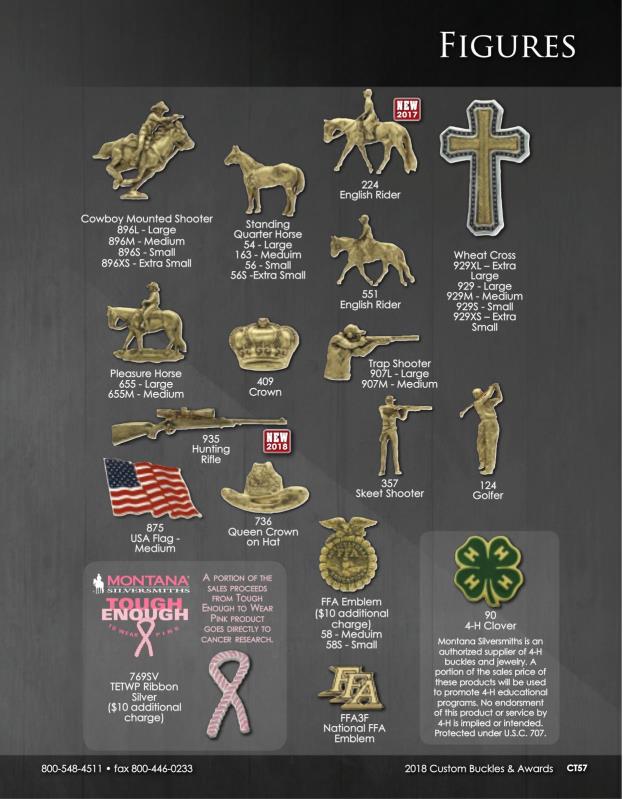 FIGURES
NEW
2017
224
English Rider
Cowboy Mounted Shooter
896L - Large
896M - Medium
896S - Small
896XS - Extra Small
Standing
Quarter Horse
54 - Large
163 - Meduim
56 - Small
56S -Extra Small
551
English Rider
Wheat Cross
929XL – Extra
Large
929 - Large
929M - Medium
929S - Small
929XS – Extra
Small
Pleasure Horse
655 - Large
655M - Medium
409
Crown
Trap Shooter
907L - Large
907M - Medium
935
Hunting
Rifle
NEW
2018
357
Skeet Shooter
124
Golfer
875
USA Flag -
Medium
736
Queen Crown
on Hat
FFA
FFA Emblem
($10 additional
charge)
58 - Meduim
58S - Small
H H
H H
90
4-H Clover
Montana Silversmiths is an
authorized supplier of 4-H
buckles and jewelry. A
portion of the sales price of
these products will be used
to promote 4-H educational
programs. No endorsment
of this product or service by
4-H is implied or intended.
Protected under U.S.C. 707.
MONTANA
SILVERSMITHS
TOUGH
ENOUGH
TO WEAR PINK
A PORTION OF THE
SALES PROCEEDS
FROM TOUGH
ENOUGH TO WEAR
PINK PRODUCT
GOES DIRECTLY TO
CANCER RESEARCH.
769SV
TETWP Ribbon
Silver
($10 additional
charge)
FFA
FFA3F
National FFA
Emblem
800-548-4511 • fax 800-446-0233
2018 Custom Buckles & Awards CT57